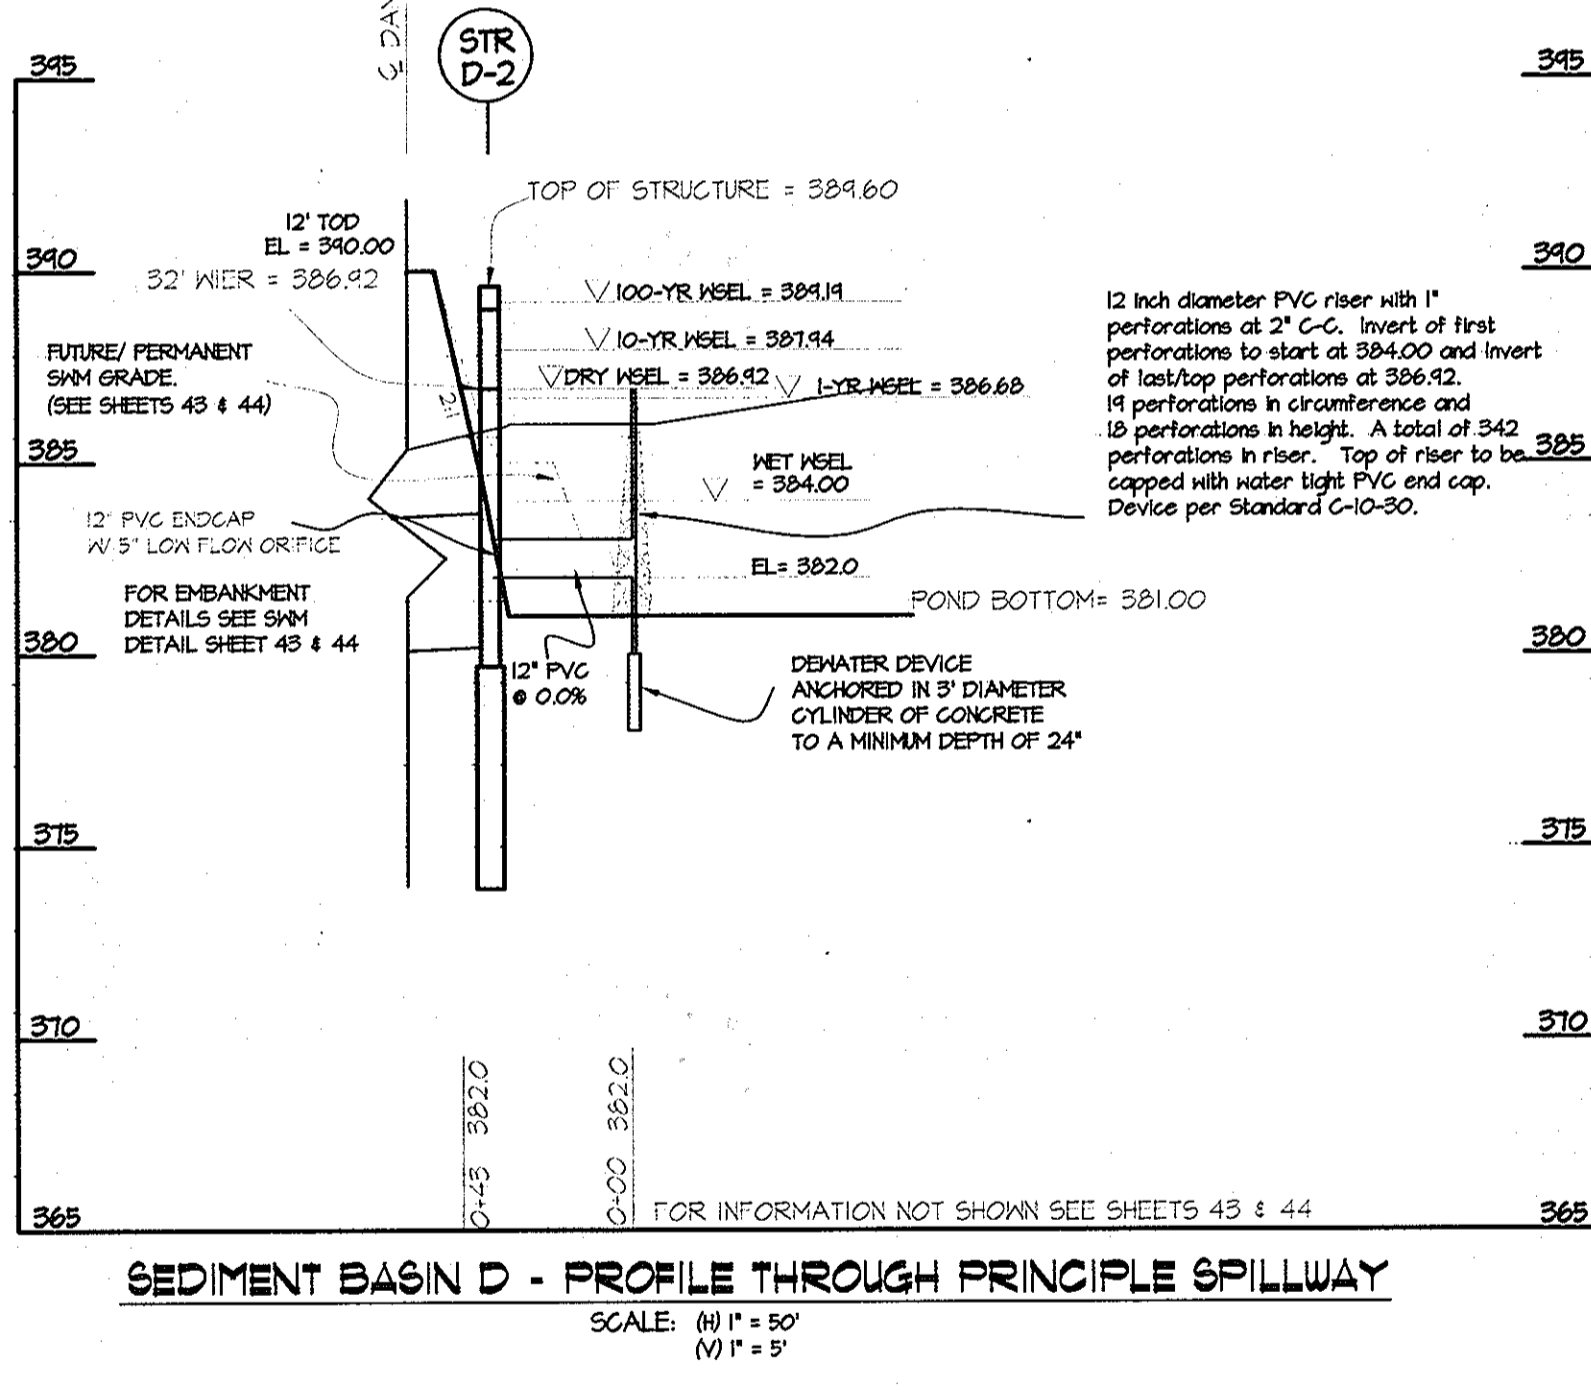 ℄ DAM
STR
D-2
395
395
TOP OF STRUCTURE = 389.60
12' TOD
EL = 390.00
390
390
32' WIER = 386.92
100-YR WSEL = 389.19
10-YR WSEL = 387.94
DRY WSEL = 386.92
1-YR WSEL = 386.68
FUTURE/ PERMANENT
SWM GRADE.
(SEE SHEETS 43 & 44)
2:1
12 inch diameter PVC riser with 1"
perforations at 2" C-C. Invert of first
perforations to start at 384.00 and invert
of last/top perforations at 386.92.
19 perforations in circumference and
18 perforations in height. A total of 342
perforations in riser. Top of riser to be
capped with water tight PVC end cap.
Device per Standard C-10-30.
385
385
WET WSEL
= 384.00
12" PVC ENDCAP
W/ 5" LOW FLOW ORIFICE
EL= 382.0
FOR EMBANKMENT
DETAILS SEE SWM
DETAIL SHEET 43 & 44
POND BOTTOM= 381.00
380
380
12" PVC
@ 0.0%
DEWATER DEVICE
ANCHORED IN 3' DIAMETER
CYLINDER OF CONCRETE
TO A MINIMUM DEPTH OF 24"
375
375
370
370
0+43 382.0
0+00 382.0
FOR INFORMATION NOT SHOWN SEE SHEETS 43 & 44
365
365
SEDIMENT BASIN D - PROFILE THROUGH PRINCIPLE SPILLWAY
SCALE: (H) 1" = 50'
(V) 1" = 5'